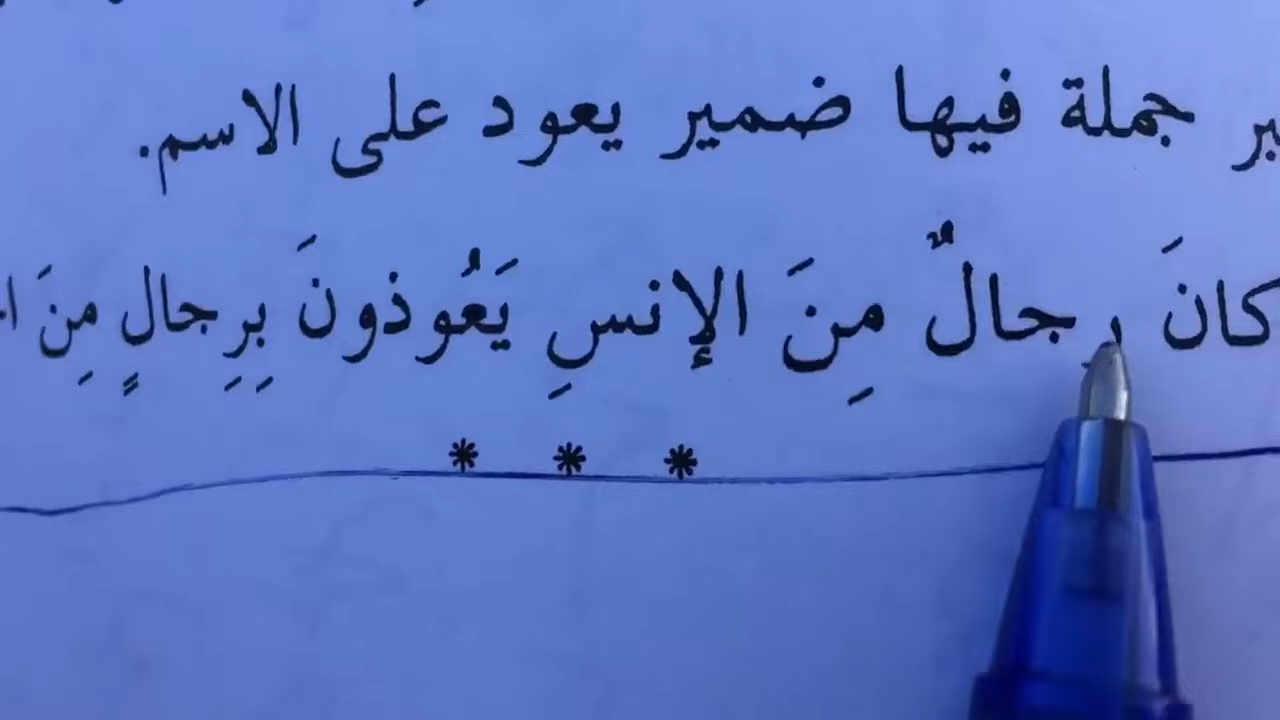 جملة فيها ضمير يعود على الاسم.
كانَ رجالٌ مِنَ الإنسِ يَعُوذونَ بِرِجالٍ مِنَ
* * *